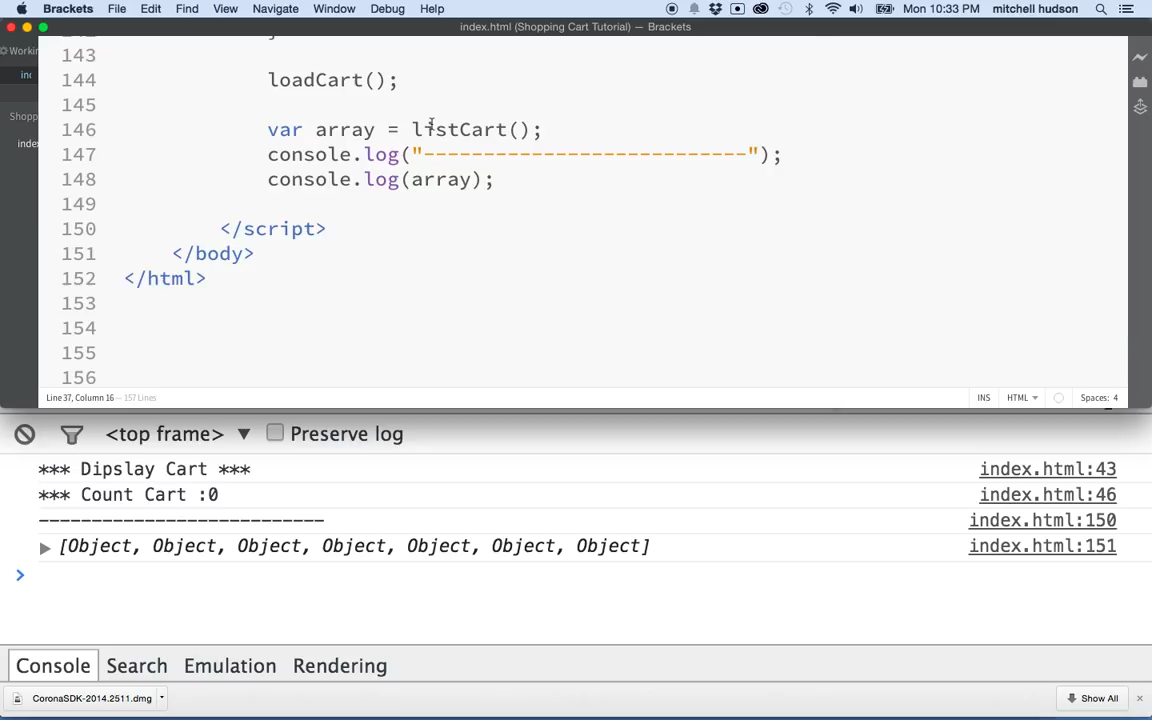 Brackets File Edit View Navigate Window Debug Help Mon 10:33 PM mitchell hudson
index.html (Shopping Cart Tutorial) — Brackets
143
144 loadCart();
145
146 var array = listCart();
147 console.log("---------------------------");
148 console.log(array);
149
150 </script>
151 </body>
152 </html>
153
154
155
156
Workin
ind
Shopp
index
Line 37, Column 16 — 157 Lines INS HTML Spaces: 4
<top frame> Preserve log
*** Dipslay Cart *** index.html:43
*** Count Cart :0 index.html:46
--------------------------- index.html:150
[Object, Object, Object, Object, Object, Object, Object] index.html:151
>
Console Search Emulation Rendering
CoronaSDK-2014.2511.dmg Show All